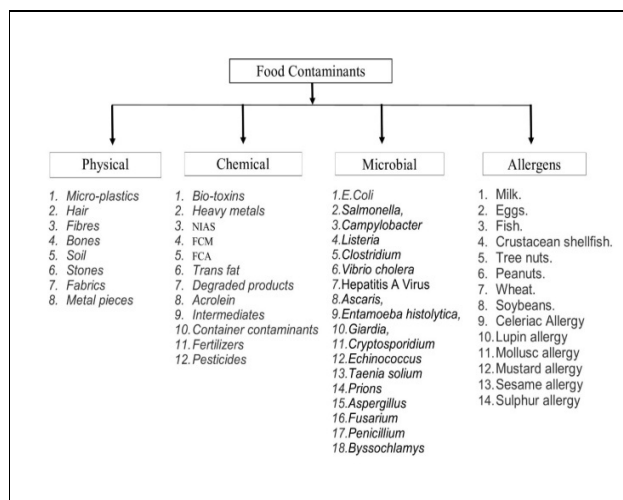 Food Contaminants
Physical
1. Micro-plastics
2. Hair
3. Fibres
4. Bones
5. Soil
6. Stones
7. Fabrics
8. Metal pieces
Chemical
1. Bio-toxins
2. Heavy metals
3. NIAS
4. FCM
5. FCA
6. Trans fat
7. Degraded products
8. Acrolein
9. Intermediates
10. Container contaminants
11. Fertilizers
12. Pesticides
Microbial
1.E.Coli
2.Salmonella,
3.Campylobacter
4.Listeria
5.Clostridium
6.Vibrio cholera
7.Hepatitis A Virus
8.Ascaris,
9.Entamoeba histolytica,
10.Giardia,
11.Cryptosporidium
12.Echinococcus
13.Taenia solium
14.Prions
15.Aspergillus
16.Fusarium
17.Penicillium
18.Byssochlamys
Allergens
1. Milk.
2. Eggs.
3. Fish.
4. Crustacean shellfish.
5. Tree nuts.
6. Peanuts.
7. Wheat.
8. Soybeans.
9. Celeriac Allergy
10. Lupin allergy
11. Mollusc allergy
12. Mustard allergy
13. Sesame allergy
14. Sulphur allergy